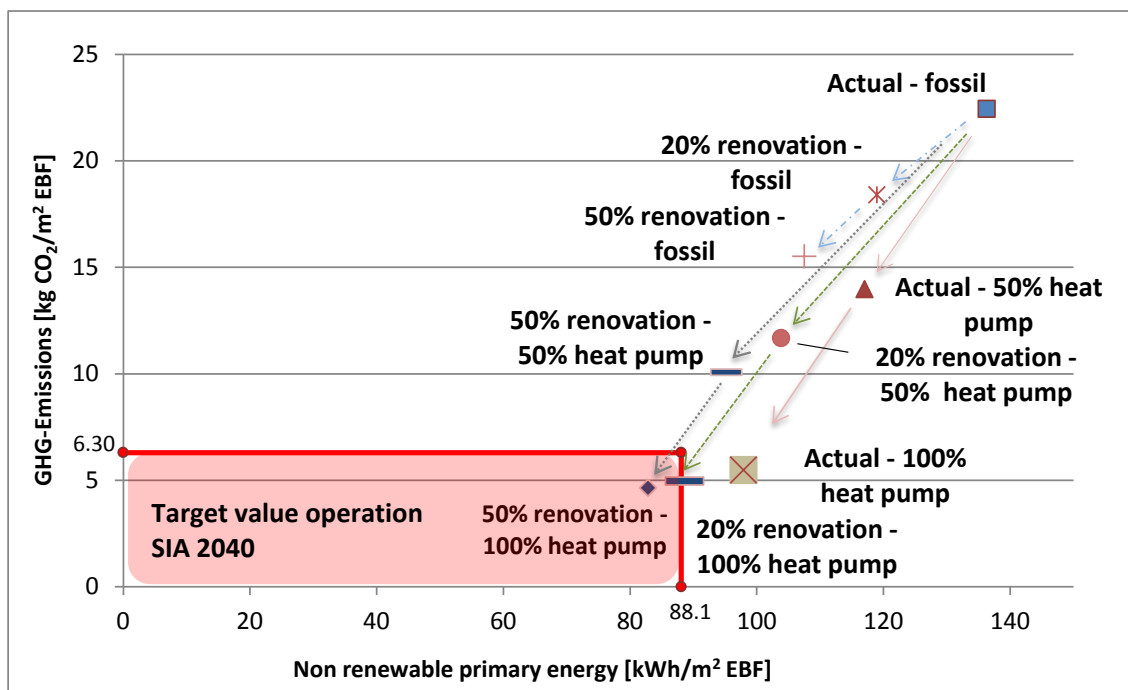 GHG-Emissions [kg CO₂/m² EBF]
25
20
15
10
5
0
6.30
Actual - fossil
20% renovation -
fossil
50% renovation -
fossil
Actual - 50% heat
pump
50% renovation -
50% heat pump
20% renovation -
50% heat pump
Actual - 100%
heat pump
Target value operation
SIA 2040
50% renovation -
100% heat pump
20% renovation -
100% heat pump
0
20
40
60
80
88.1
100
120
140
Non renewable primary energy [kWh/m² EBF]